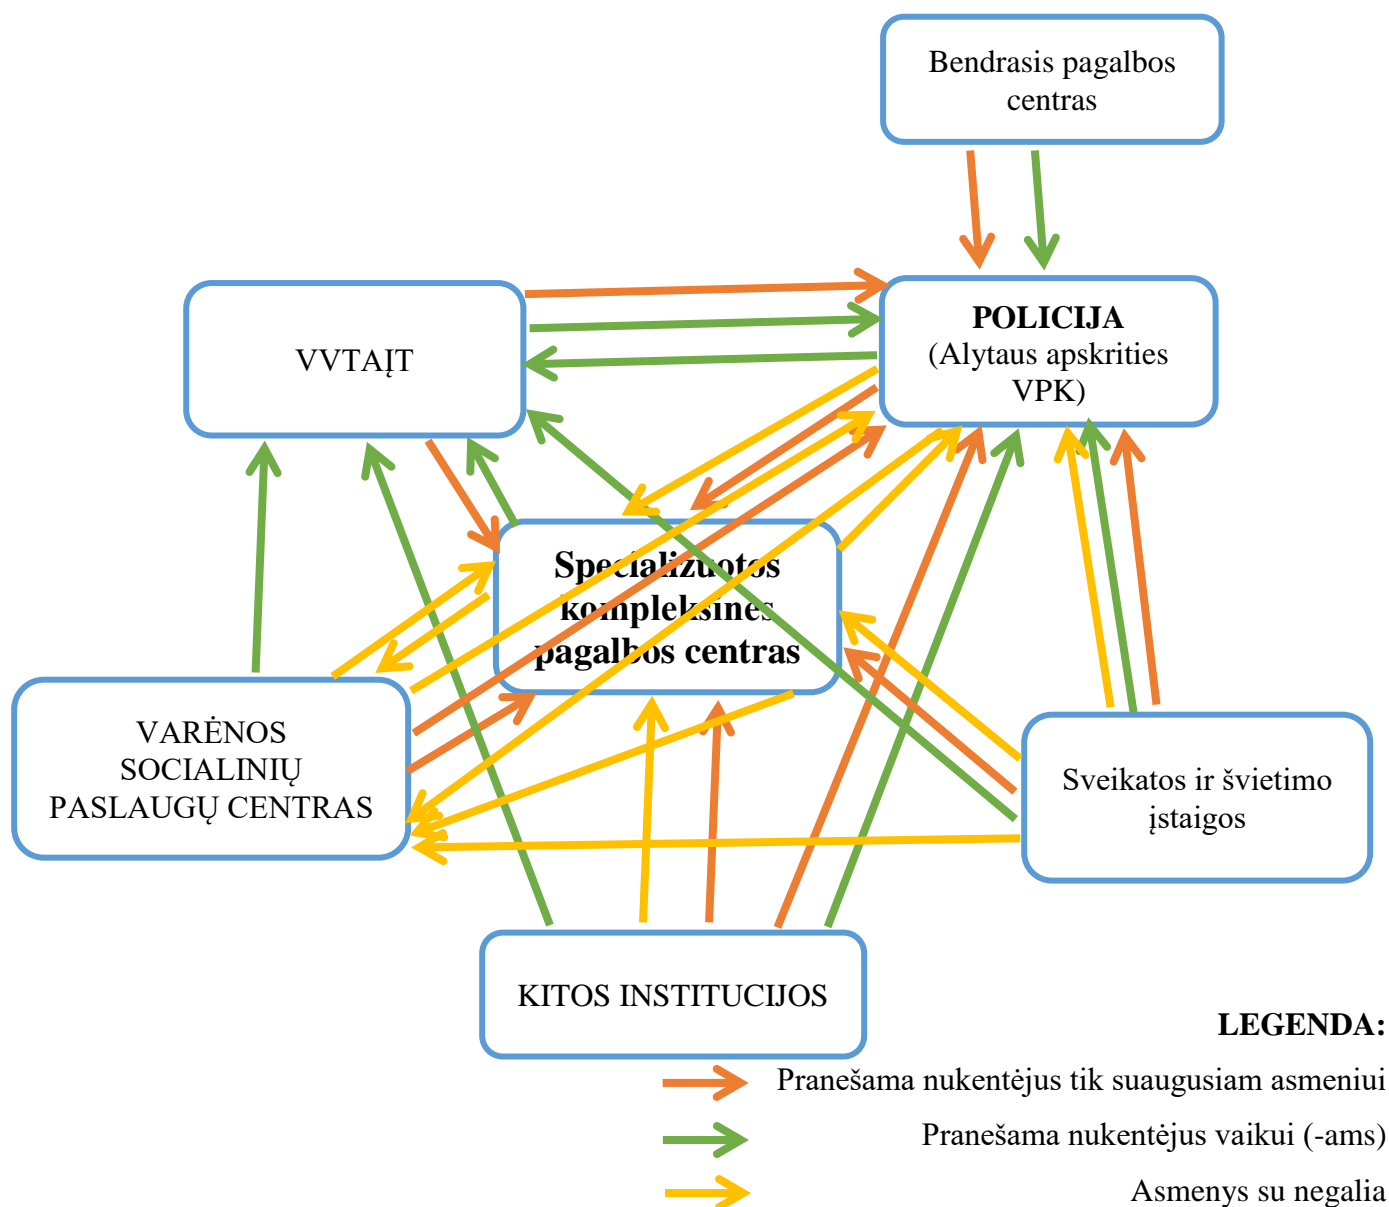 Bendrasis pagalbos
centras
VVTAĮT
POLICIJA
(Alytaus apskrities
VPK)
Specializuotos
kompleksinės
pagalbos centras
VARĖNOS
SOCIALINIŲ
PASLAUGŲ CENTRAS
Sveikatos ir švietimo
įstaigos
KITOS INSTITUCIJOS
LEGENDA:
Pranešama nukentėjus tik suaugusiam asmeniui
Pranešama nukentėjus vaikui (-ams)
Asmenys su negalia